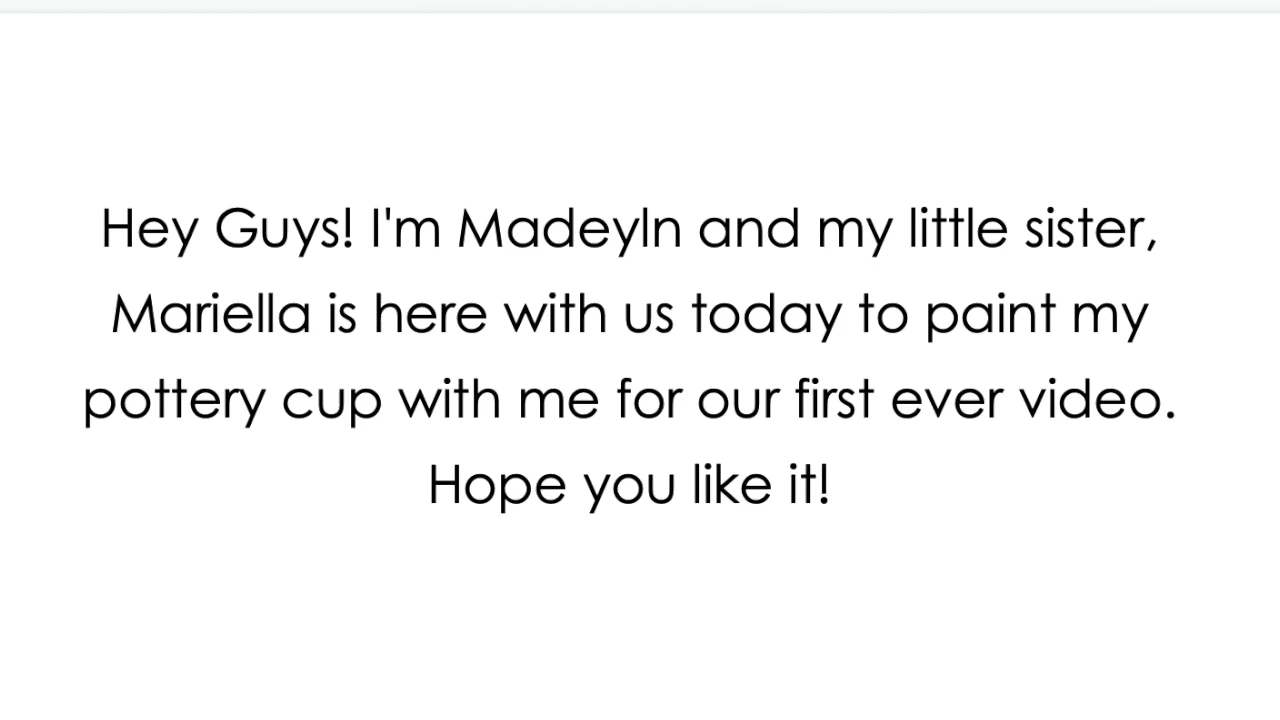 Hey Guys! I'm Madeyln and my little sister,
Mariella is here with us today to paint my
pottery cup with me for our first ever video.
Hope you like it!